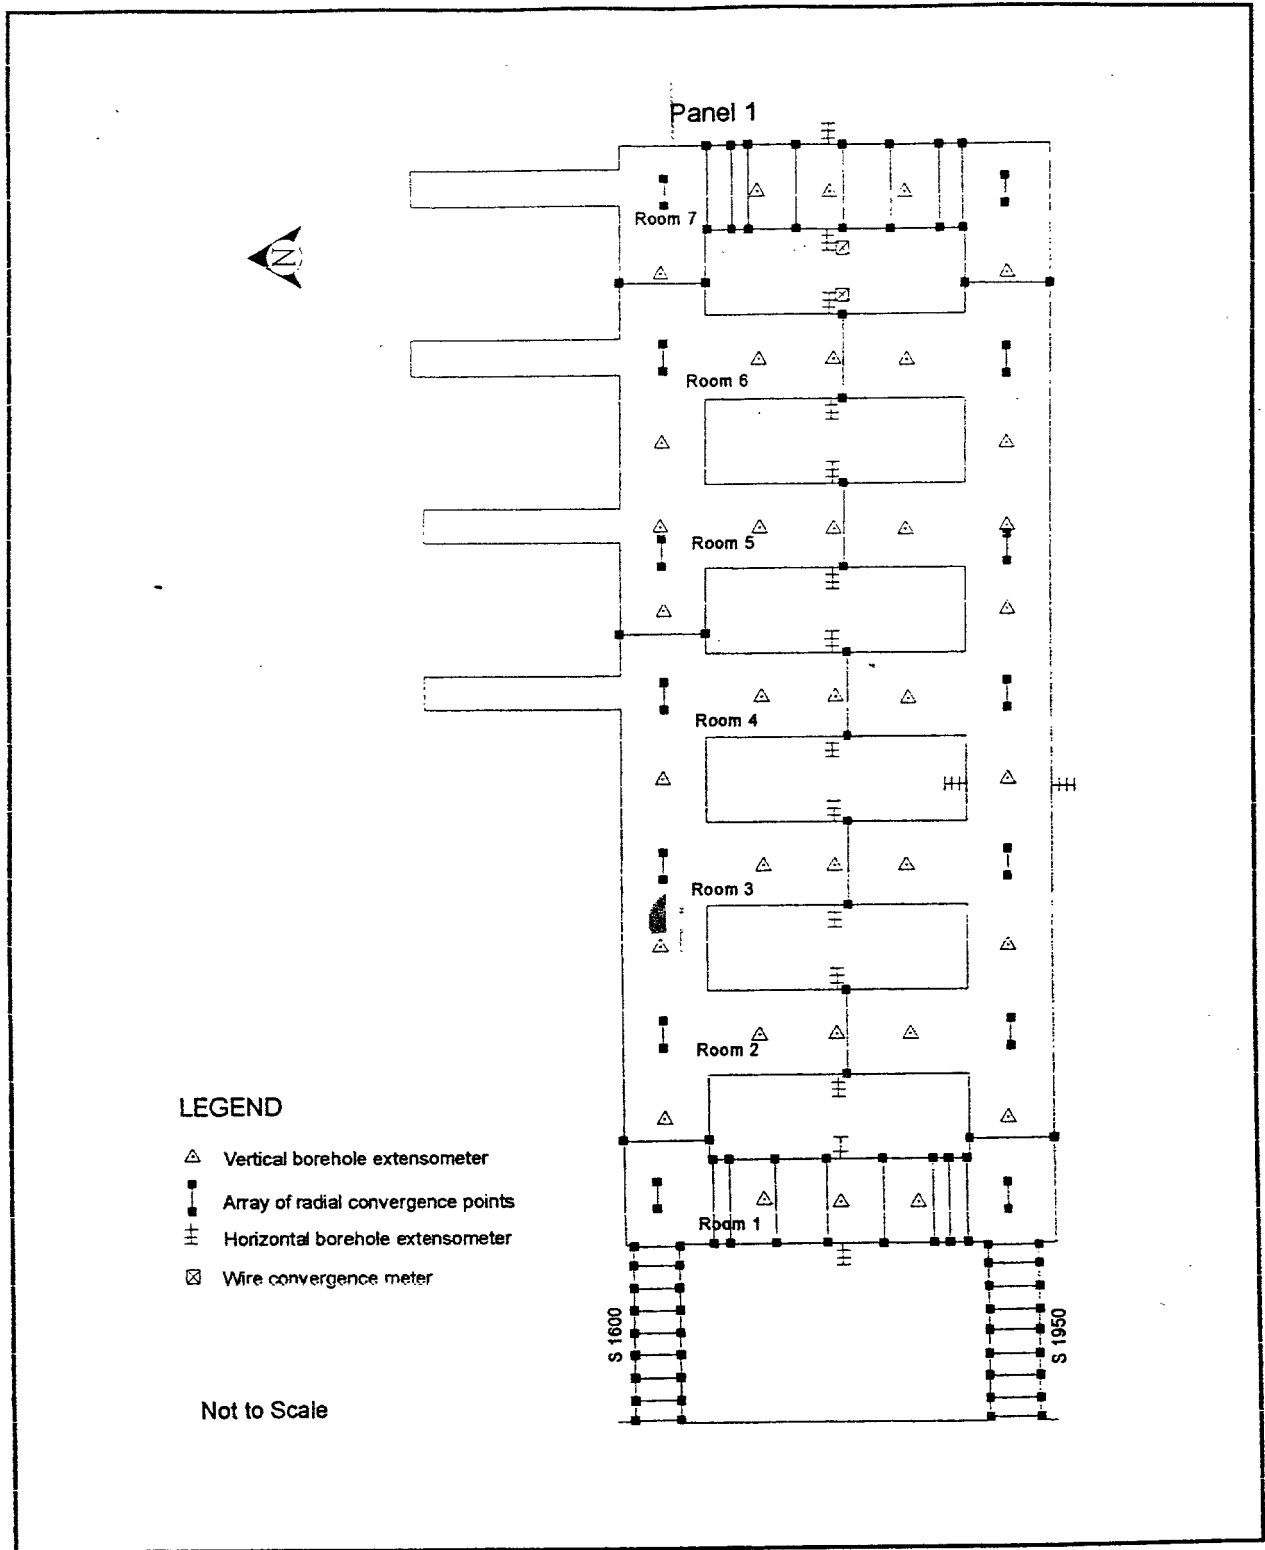 Panel 1
Room 7
N
Room 6
Room 5
Room 4
Room 3
Room 2
LEGEND
Vertical borehole extensometer
Array of radial convergence points
Horizontal borehole extensometer
Wire convergence meter
Room 1
S 1600
S 1950
Not to Scale